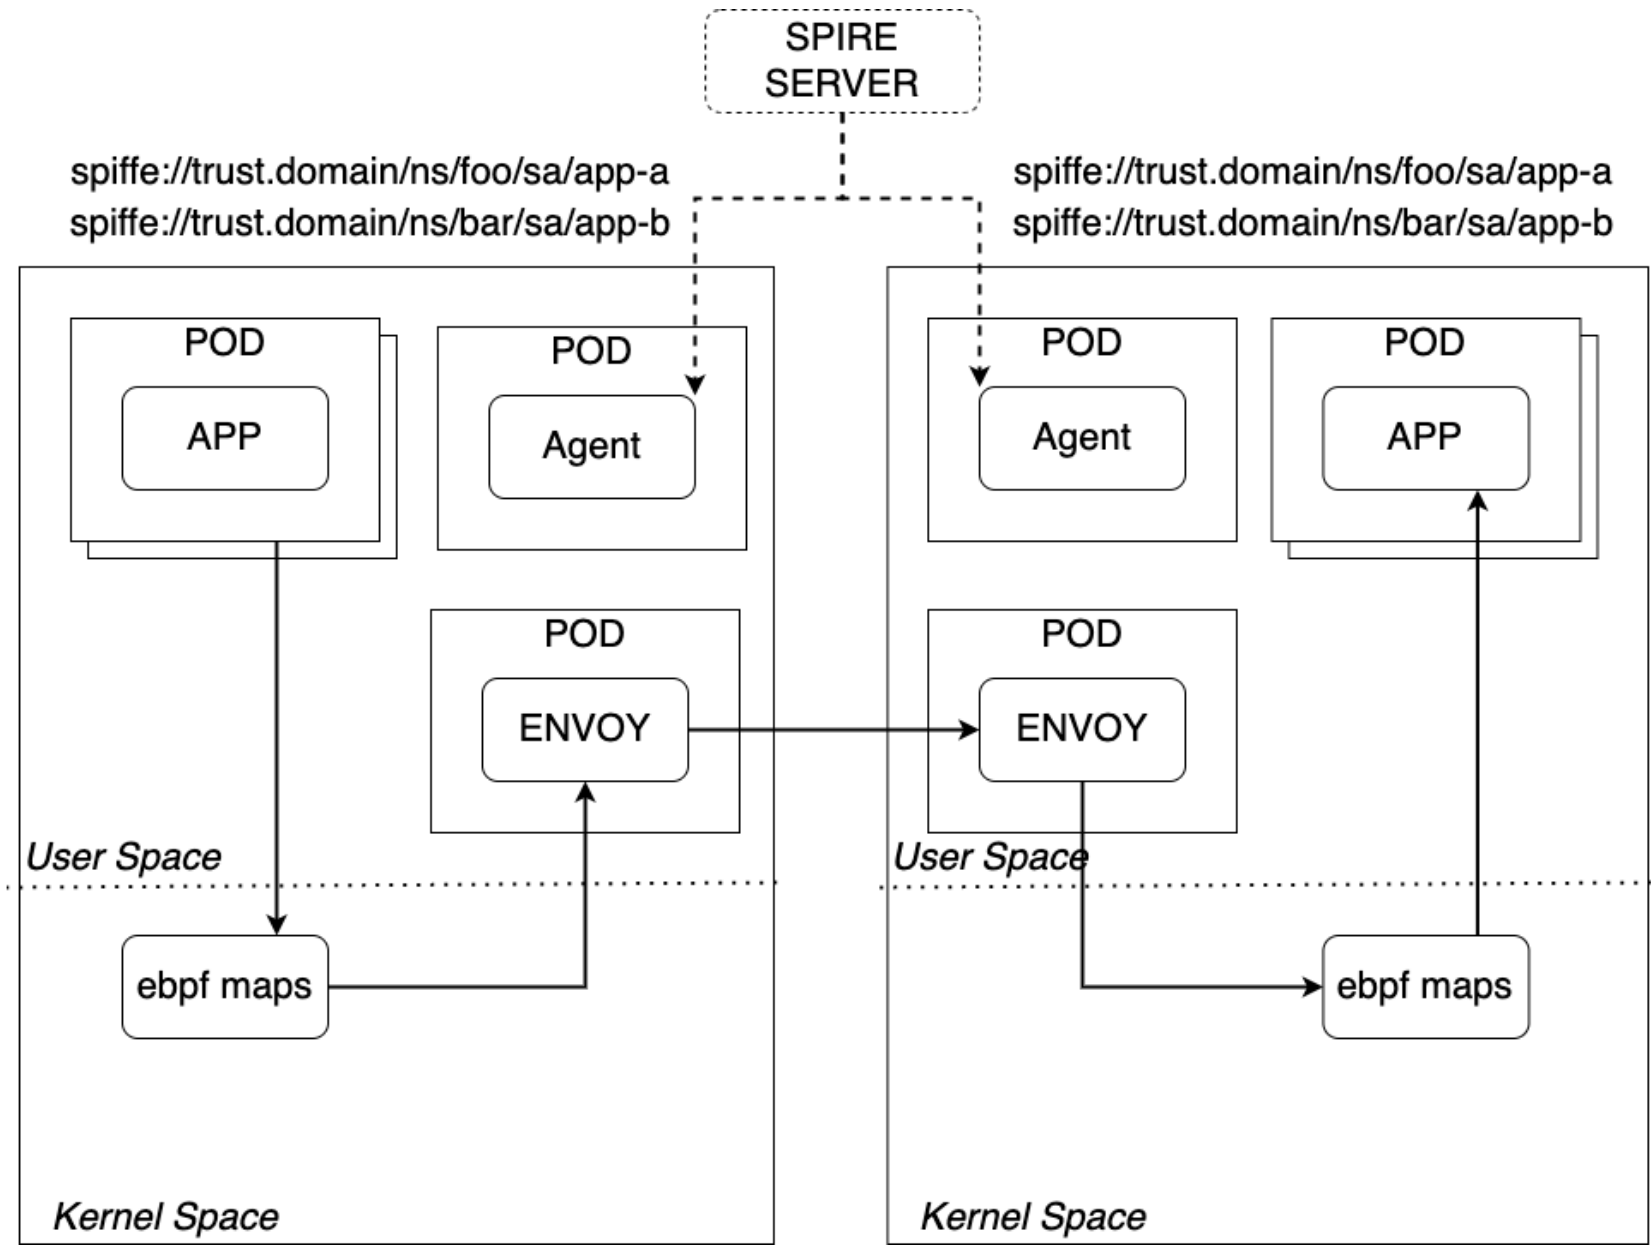 SPIRE
SERVER
spiffe://trust.domain/ns/foo/sa/app-a
spiffe://trust.domain/ns/bar/sa/app-b
spiffe://trust.domain/ns/foo/sa/app-a
spiffe://trust.domain/ns/bar/sa/app-b
POD
APP
POD
Agent
POD
Agent
POD
APP
POD
ENVOY
POD
ENVOY
User Space
User Space
ebpf maps
ebpf maps
Kernel Space
Kernel Space